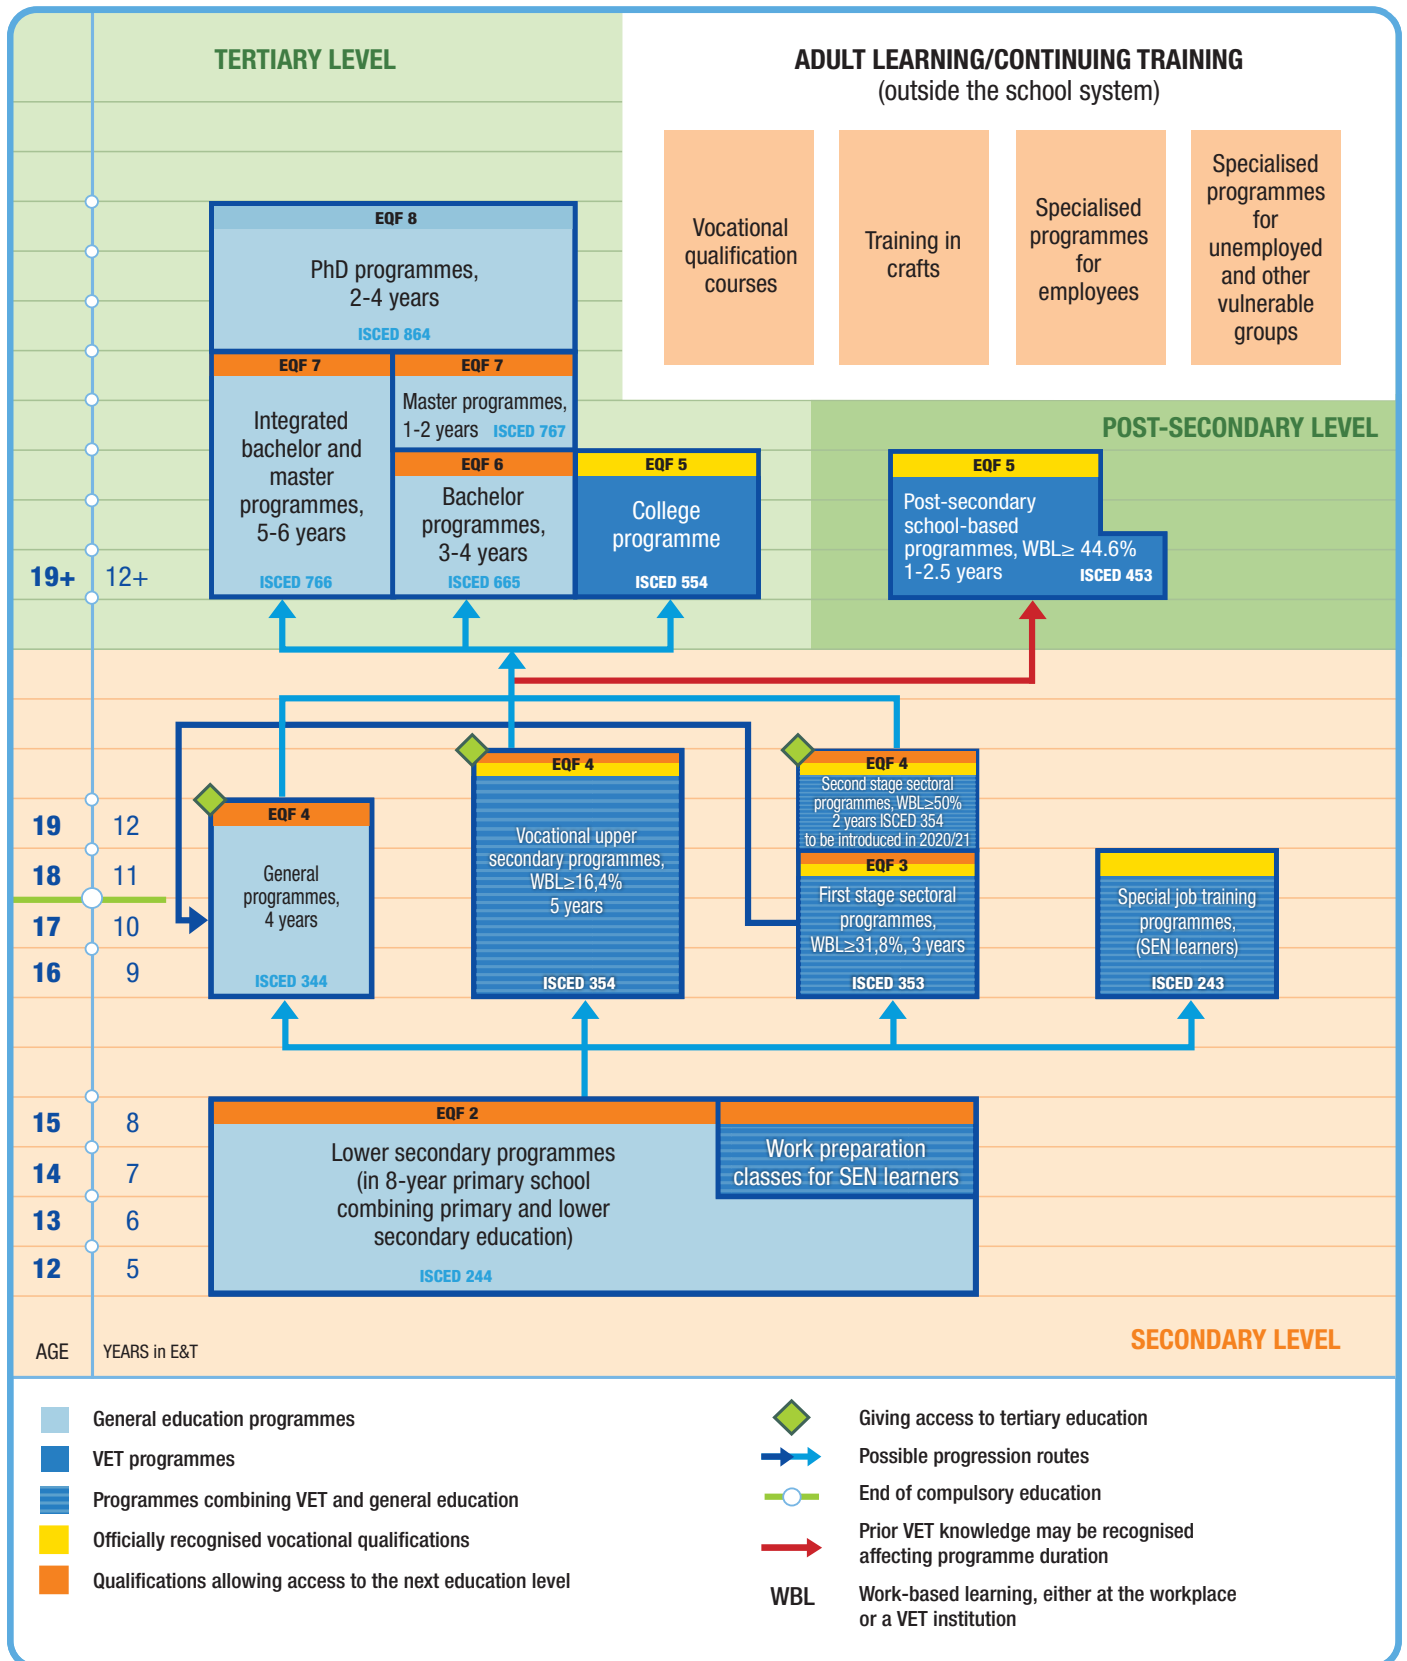 TERTIARY LEVEL
ADULT LEARNING/CONTINUING TRAINING
(outside the school system)
Vocational
qualification
courses
Training in
crafts
Specialised
programmes
for
employees
Specialised
programmes
for
unemployed
and other
vulnerable
groups
EQF 8
PhD programmes,
2-4 years
ISCED 864
EQF 7
Integrated
bachelor and
master
programmes,
5-6 years
ISCED 766
EQF 7
Master programmes,
1-2 years ISCED 767
EQF 6
Bachelor
programmes,
3-4 years
ISCED 665
EQF 5
College
programme
ISCED 554
POST-SECONDARY LEVEL
EQF 5
Post-secondary
school-based
programmes, WBL≥ 44.6%
1-2.5 years ISCED 453
19+ 12+
EQF 4
General
programmes,
4 years
ISCED 344
EQF 4
Vocational upper
secondary programmes,
WBL≥16,4%
5 years
ISCED 354
EQF 4
Second stage sectoral
programmes, WBL≥50%
2 years ISCED 354
to be introduced in 2020/21
EQF 3
First stage sectoral
programmes,
WBL≥31,8%, 3 years
ISCED 353
Special job training
programmes,
(SEN learners)
ISCED 243
19 12
18 11
17 10
16 9
EQF 2
Lower secondary programmes
(in 8-year primary school
combining primary and lower
secondary education)
ISCED 244
Work preparation
classes for SEN learners
15 8
14 7
13 6
12 5
AGE YEARS in E&T
SECONDARY LEVEL
General education programmes
VET programmes
Programmes combining VET and general education
Officially recognised vocational qualifications
Qualifications allowing access to the next education level
Giving access to tertiary education
Possible progression routes
End of compulsory education
Prior VET knowledge may be recognised
affecting programme duration
WBL Work-based learning, either at the workplace
or a VET institution